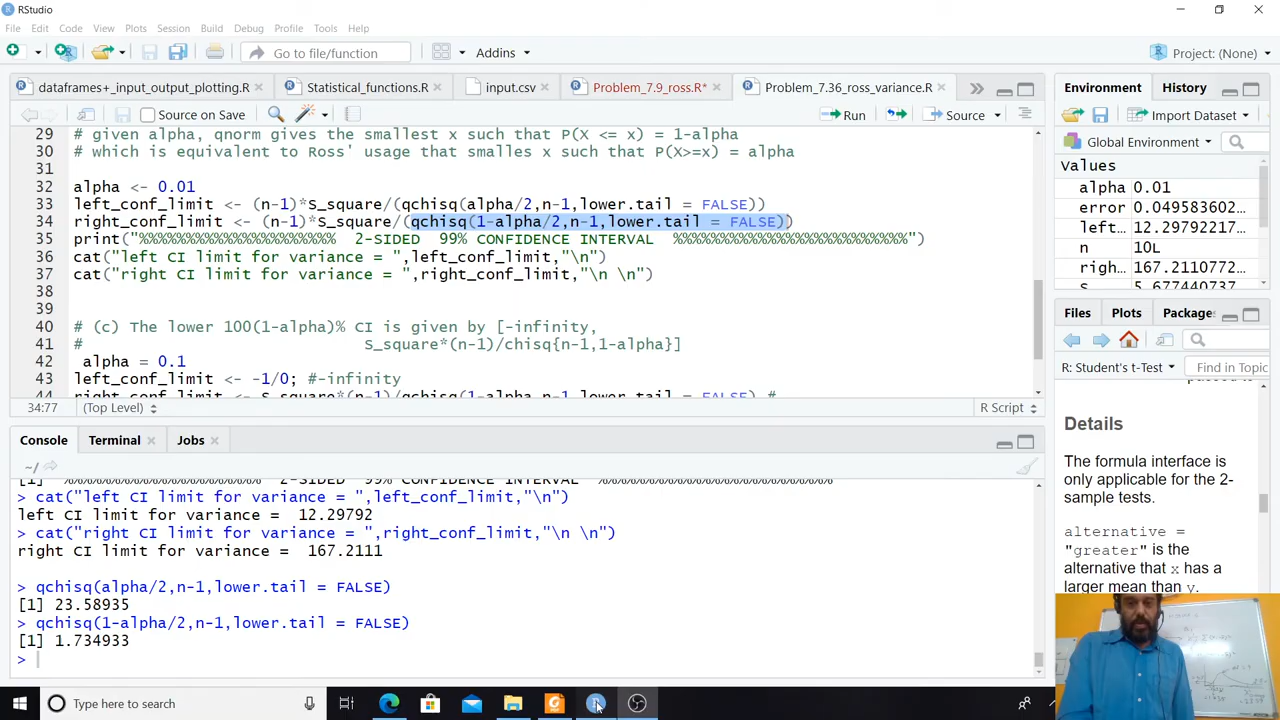 RStudio
File Edit Code View Plots Session Build Debug Profile Tools Help
Go to file/function Addins Project: (None)
dataframes+_input_output_plotting.R Statistical_functions.R input.csv Problem_7.9_ross.R* Problem_7.36_ross_variance.R
Source on Save Run Source
29 # given alpha, qnorm gives the smallest x such that P(X <= x) = 1-alpha
30 # which is equivalent to Ross' usage that smalles x such that P(X>=x) = alpha
31
32 alpha <- 0.01
33 left_conf_limit <- (n-1)*S_square/(qchisq(alpha/2,n-1,lower.tail = FALSE))
34 right_conf_limit <- (n-1)*S_square/(qchisq(1-alpha/2,n-1,lower.tail = FALSE))
35 print("%%%%%%%%%%%%%%%%%%%% 2-SIDED 99% CONFIDENCE INTERVAL %%%%%%%%%%%%%%%%%%%%%%%%")
36 cat("left CI limit for variance = ",left_conf_limit,"\n")
37 cat("right CI limit for variance = ",right_conf_limit,"\n \n")
38
39
40 # (c) The lower 100(1-alpha)% CI is given by [-infinity,
41 # S_square*(n-1)/chisq{n-1,1-alpha}]
42 alpha = 0.1
43 left_conf_limit <- -1/0; #-infinity
44 right_conf_limit <- S_square*(n-1)/qchisq(1-alpha,n-1,lower.tail = FALSE) #
34:77 (Top Level) R Script
Console Terminal Jobs
~/
[1] %%%%%%%%%%%%%%%%%%%% 2-SIDED 99% CONFIDENCE INTERVAL %%%%%%%%%%%%%%%%%%%%%%%%
> cat("left CI limit for variance = ",left_conf_limit,"\n")
left CI limit for variance = 12.29792
> cat("right CI limit for variance = ",right_conf_limit,"\n \n")
right CI limit for variance = 167.2111
> qchisq(alpha/2,n-1,lower.tail = FALSE)
[1] 23.58935
> qchisq(1-alpha/2,n-1,lower.tail = FALSE)
[1] 1.734933
>
Environment History
Import Dataset
Global Environment
Values
alpha 0.01
error 0.049583602…
left… 12.29792217…
n 10L
righ… 167.2110772…
s 5.677440737…
Files Plots Packages
R: Student's t-Test Find in Topic
Details
The formula interface is
only applicable for the 2-
sample tests.
alternative =
"greater" is the
alternative that x has a
larger mean than y.
Type here to search